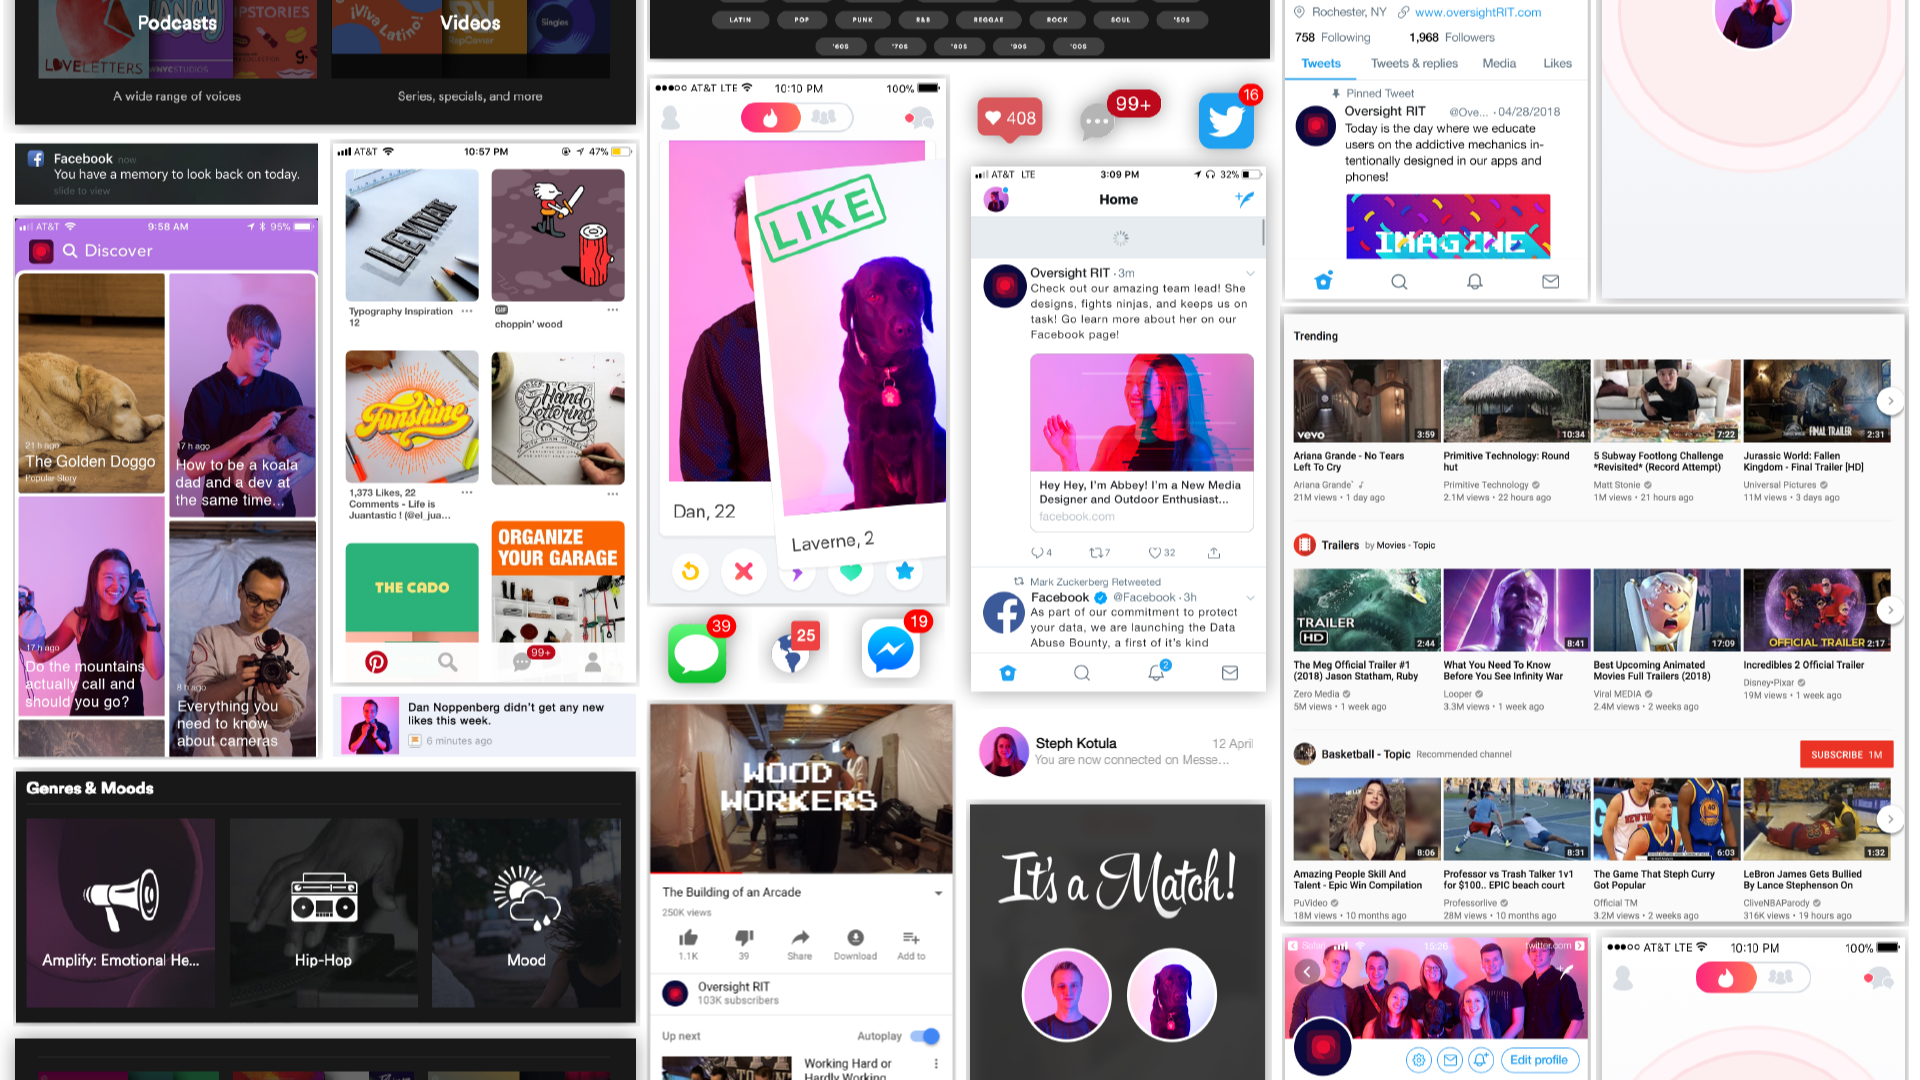 Podcasts
A wide range of voices
Videos
Series, specials, and more
LOVELETTERS
WNYCSTUDIOS
¡Viva Latino!
RapCaviar
Singles
Facebook now
You have a memory to look back on today.
slide to view
AT&T
9:58 AM
95%
Discover
21 h ago
The Golden Doggo
Popular Story
17 h ago
How to be a koala
dad and a dev at
the same time...
17 h ago
Do the mountains
actually call and
should you go?
8 h ago
Everything you
need to know
about cameras
Genres & Moods
Amplify: Emotional He...
Hip-Hop
Mood
AT&T
10:57 PM
47%
LEVITATE
Typography Inspiration
12
GIF
choppin' wood
Funshine
1,373 Likes, 22
Comments - Life is
Juantastic ! (@el_jua...
Hand
Lettering
THE CADO
ORGANIZE
YOUR GARAGE
99+
Dan Noppenberg didn't get any new
likes this week.
6 minutes ago
LATIN
POP
PUNK
R&B
REGGAE
ROCK
SOUL
'50S
'60S
'70S
'80S
'90S
'00S
AT&T LTE
10:10 PM
100%
LIKE
Dan, 22
Laverne, 2
39
25
19
WOOD
WORKERS
The Building of an Arcade
250K views
1.1K
39
Share
Download
Add to
Oversight RIT
103K subscribers
Up next
Autoplay
Working Hard or
Hardly Working
408
99+
16
AT&T LTE
3:09 PM
32%
Home
Oversight RIT · 3m
Check out our amazing team lead! She
designs, fights ninjas, and keeps us on
task! Go learn more about her on our
Facebook page!
Hey Hey, I'm Abbey! I'm a New Media
Designer and Outdoor Enthusiast...
facebook.com
4
7
32
Mark Zuckerberg Retweeted
Facebook @Facebook · 3h
As part of our commitment to protect
your data, we are launching the Data
Abuse Bounty, a first of it's kind
2
Steph Kotula
12 April
You are now connected on Messe...
It's a Match!
Rochester, NY
www.oversightRIT.com
758 Following
1,968 Followers
Tweets
Tweets & replies
Media
Likes
Pinned Tweet
Oversight RIT @Ove... · 04/28/2018
Today is the day where we educate
users on the addictive mechanics in-
tentionally designed in our apps and
phones!
IMAGINE
Trending
vevo
3:59
Ariana Grande - No Tears
Left To Cry
Ariana Grande
21M views • 1 day ago
10:34
Primitive Technology: Round
hut
Primitive Technology
2.1M views • 22 hours ago
7:22
5 Subway Footlong Challenge
*Revisited* (Record Attempt)
Matt Stonie
1M views • 21 hours ago
FINAL TRAILER
2:31
Jurassic World: Fallen
Kingdom - Final Trailer [HD]
Universal Pictures
11M views • 3 days ago
Trailers by Movies - Topic
TRAILER
HD
2:44
The Meg Official Trailer #1
(2018) Jason Statham, Ruby
Zero Media
5M views • 1 week ago
8:41
What You Need To Know
Before You See Infinity War
Looper
3.3M views • 1 week ago
17:09
Best Upcoming Animated
Movies Full Trailers (2018)
Viral MEDIA
2.4M views • 2 weeks ago
OFFICIAL TRAILER
2:17
Incredibles 2 Official Trailer
Disney•Pixar
19M views • 1 week ago
Basketball - Topic Recommended channel
SUBSCRIBE 1M
8:06
Amazing People Skill And
Talent - Epic Win Compilation
PuVideo
18M views • 10 months ago
8:31
Professor vs Trash Talker 1v1
for $100.. EPIC beach court
Professorlive
28M views • 10 months ago
6:03
The Game That Steph Curry
Got Popular
Official TM
3.2M views • 2 weeks ago
1:32
LeBron James Gets Bullied
By Lance Stephenson On
CliveNBAParody
316K views • 19 hours ago
Safari
15:26
twitter.com
Edit profile
AT&T LTE
10:10 PM
100%